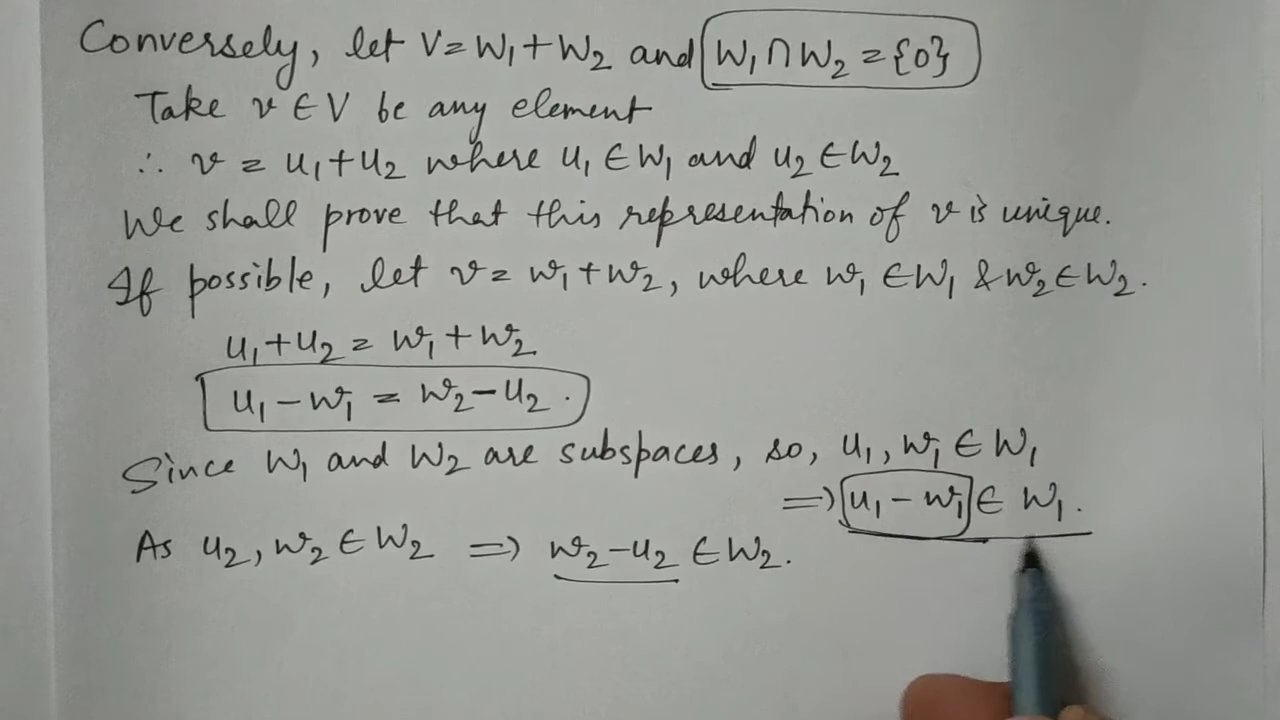 Conversely, let V = W₁ + W₂ and W₁ ∩ W₂ = {0}
Take v ∈ V be any element
∴ v = u₁ + u₂ where u₁ ∈ W₁ and u₂ ∈ W₂
We shall prove that this representation of v is unique.
If possible, let v = w₁ + w₂, where w₁ ∈ W₁ & w₂ ∈ W₂.
u₁ + u₂ = w₁ + w₂
u₁ - w₁ = w₂ - u₂.
Since W₁ and W₂ are subspaces, so, u₁, w₁ ∈ W₁
=> u₁ - w₁ ∈ W₁.
As u₂, w₂ ∈ W₂ => w₂ - u₂ ∈ W₂.